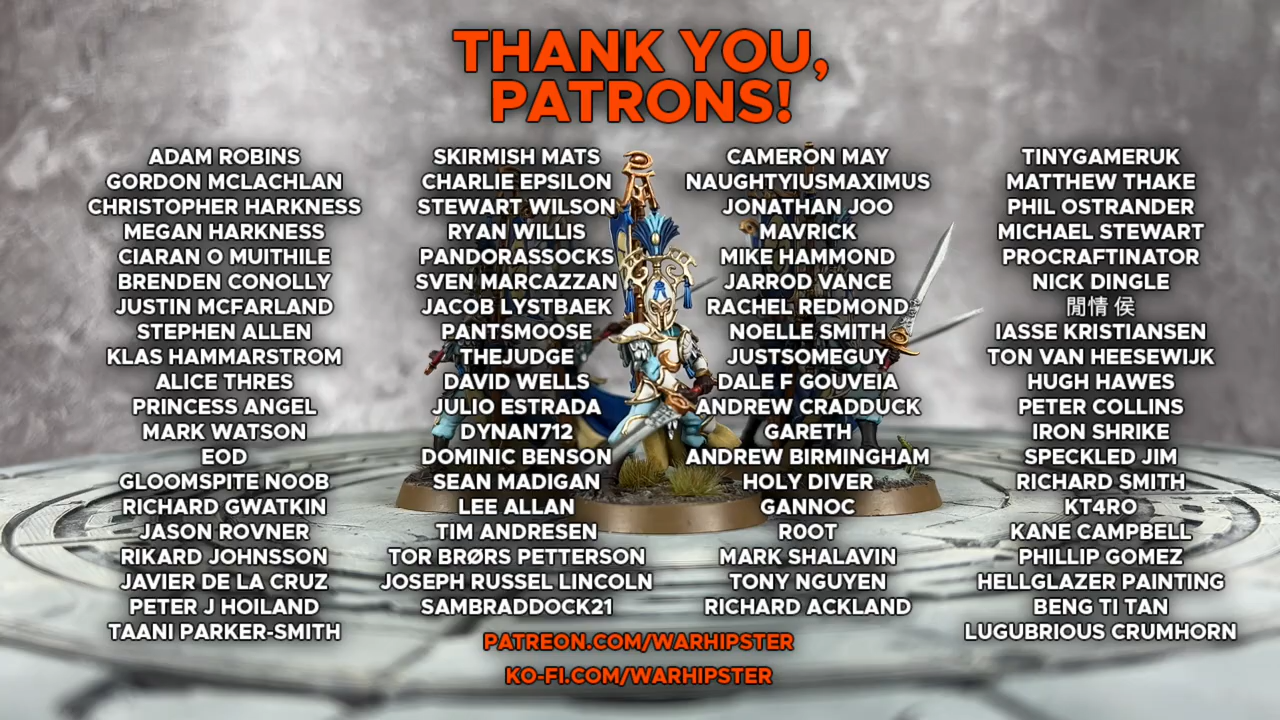 THANK YOU,
PATRONS!
ADAM ROBINS
GORDON MCLACHLAN
CHRISTOPHER HARKNESS
MEGAN HARKNESS
CIARAN O MUITHILE
BRENDEN CONOLLY
JUSTIN MCFARLAND
STEPHEN ALLEN
KLAS HAMMARSTROM
ALICE THRES
PRINCESS ANGEL
MARK WATSON
EOD
GLOOMSPITE NOOB
RICHARD GWATKIN
JASON ROVNER
RIKARD JOHNSSON
JAVIER DE LA CRUZ
PETER J HOILAND
TAANI PARKER-SMITH
SKIRMISH MATS
CHARLIE EPSILON
STEWART WILSON
RYAN WILLIS
PANDORASSOCKS
SVEN MARCAZZAN
JACOB LYSTBAEK
PANTSMOOSE
THEJUDGE
DAVID WELLS
JULIO ESTRADA
DYNAN712
DOMINIC BENSON
SEAN MADIGAN
LEE ALLAN
TIM ANDRESEN
TOR BRØRS PETTERSON
JOSEPH RUSSEL LINCOLN
SAMBRADDOCK21
CAMERON MAY
NAUGHTYIUSMAXIMUS
JONATHAN JOO
MAVRICK
MIKE HAMMOND
JARROD VANCE
RACHEL REDMOND
NOELLE SMITH
JUSTSOMEGUY
DALE F GOUVEIA
ANDREW CRADDUCK
GARETH
ANDREW BIRMINGHAM
HOLY DIVER
GANNOC
R0OT
MARK SHALAVIN
TONY NGUYEN
RICHARD ACKLAND
TINYGAMERUK
MATTHEW THAKE
PHIL OSTRANDER
MICHAEL STEWART
PROCRAFTINATOR
NICK DINGLE
閒情 侯
IASSE KRISTIANSEN
TON VAN HEESEWIJK
HUGH HAWES
PETER COLLINS
IRON SHRIKE
SPECKLED JIM
RICHARD SMITH
KT4RO
KANE CAMPBELL
PHILLIP GOMEZ
HELLGLAZER PAINTING
BENG TI TAN
LUGUBRIOUS CRUMHORN
PATREON.COM/WARHIPSTER
KO-FI.COM/WARHIPSTER